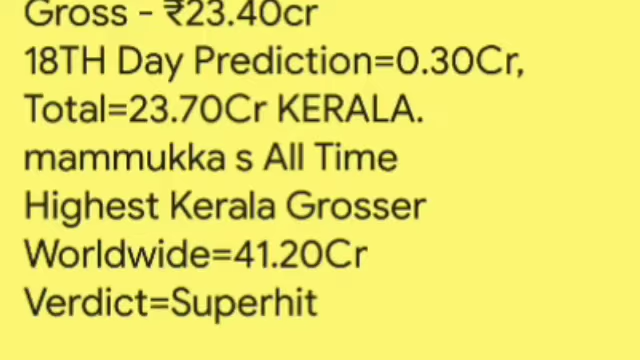 Gross - ₹23.40cr
18TH Day Prediction=0.30Cr,
Total=23.70Cr KERALA.
mammukka s All Time
Highest Kerala Grosser
Worldwide=41.20Cr
Verdict=Superhit